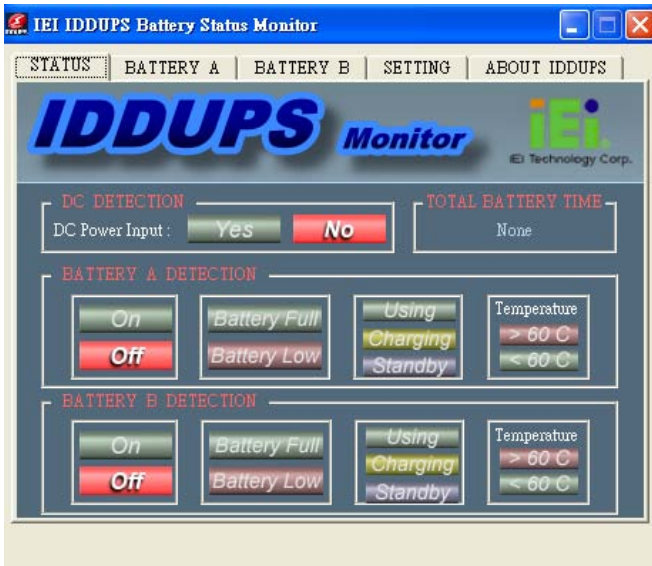 IEI IDDUPS Battery Status Monitor
STATUS BATTERY A BATTERY B SETTING ABOUT IDDUPS
IDDUPS Monitor
iEi
iEi Technology Corp.
DC DETECTION
DC Power Input : Yes No
TOTAL BATTERY TIME
None
BATTERY A DETECTION
On
Off
Battery Full
Battery Low
Using
Charging
Standby
Temperature
> 60 C
< 60 C
BATTERY B DETECTION
On
Off
Battery Full
Battery Low
Using
Charging
Standby
Temperature
> 60 C
< 60 C